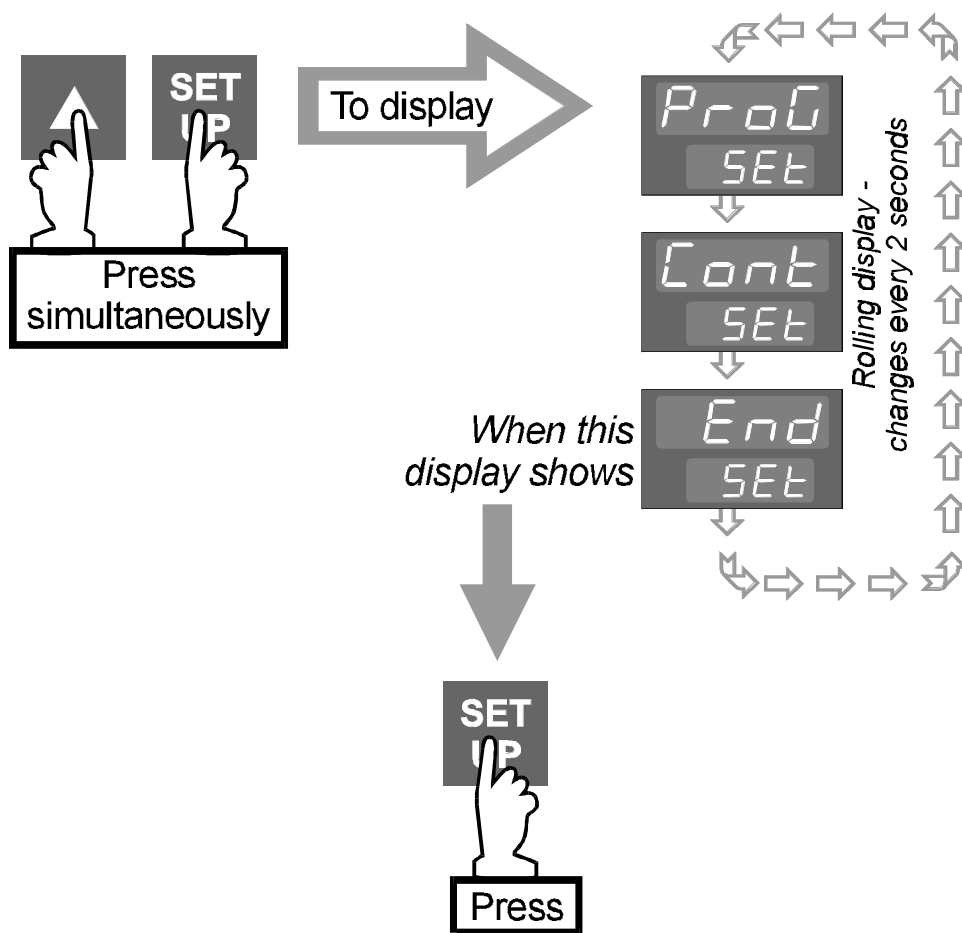 SET
UP
Press
simultaneously
To display
ProG
SEt
Cont
SEt
End
SEt
Rolling display -
changes every 2 seconds
When this
display shows
SET
UP
Press